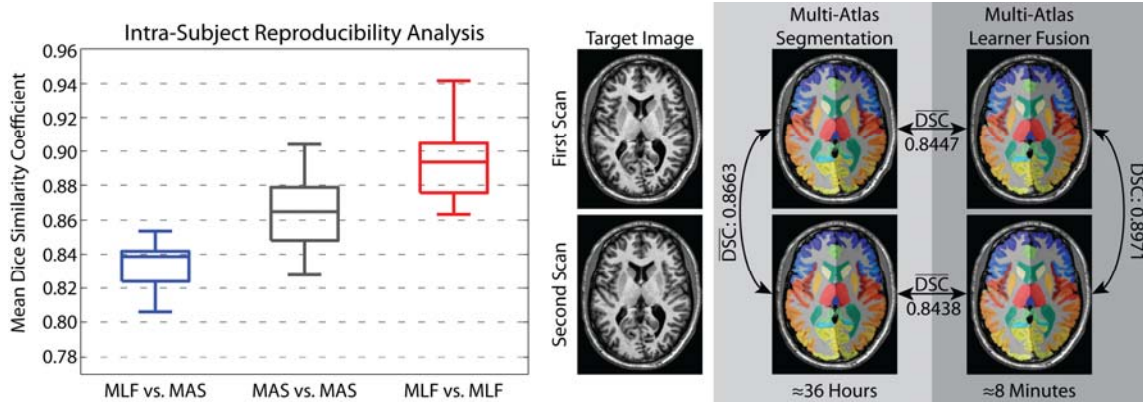 Intra-Subject Reproducibility Analysis
Mean Dice Similarity Coefficient
0.96
0.94
0.92
0.90
0.88
0.86
0.84
0.82
0.80
0.78
MLF vs. MAS
MAS vs. MAS
MLF vs. MLF
Target Image
First Scan
Second Scan
Multi-Atlas
Segmentation
Multi-Atlas
Learner Fusion
DSC
0.8447
DSC: 0.8663
DSC: 0.8971
DSC
0.8438
≈36 Hours
≈8 Minutes